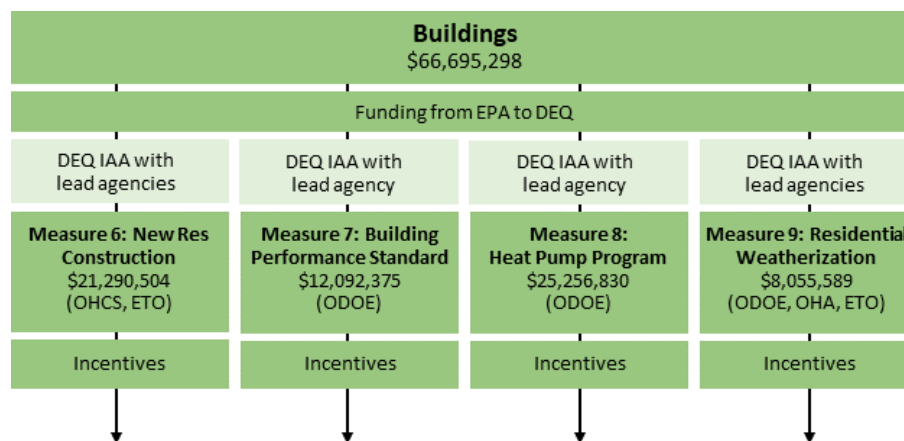 Buildings
$66,695,298
Funding from EPA to DEQ
DEQ IAA with
lead agencies
DEQ IAA with
lead agency
DEQ IAA with
lead agency
DEQ IAA with
lead agencies
Measure 6: New Res
Construction
$21,290,504
(OHCS, ETO)
Measure 7: Building
Performance Standard
$12,092,375
(ODOE)
Measure 8:
Heat Pump Program
$25,256,830
(ODOE)
Measure 9: Residential
Weatherization
$8,055,589
(ODOE, OHA, ETO)
Incentives
Incentives
Incentives
Incentives